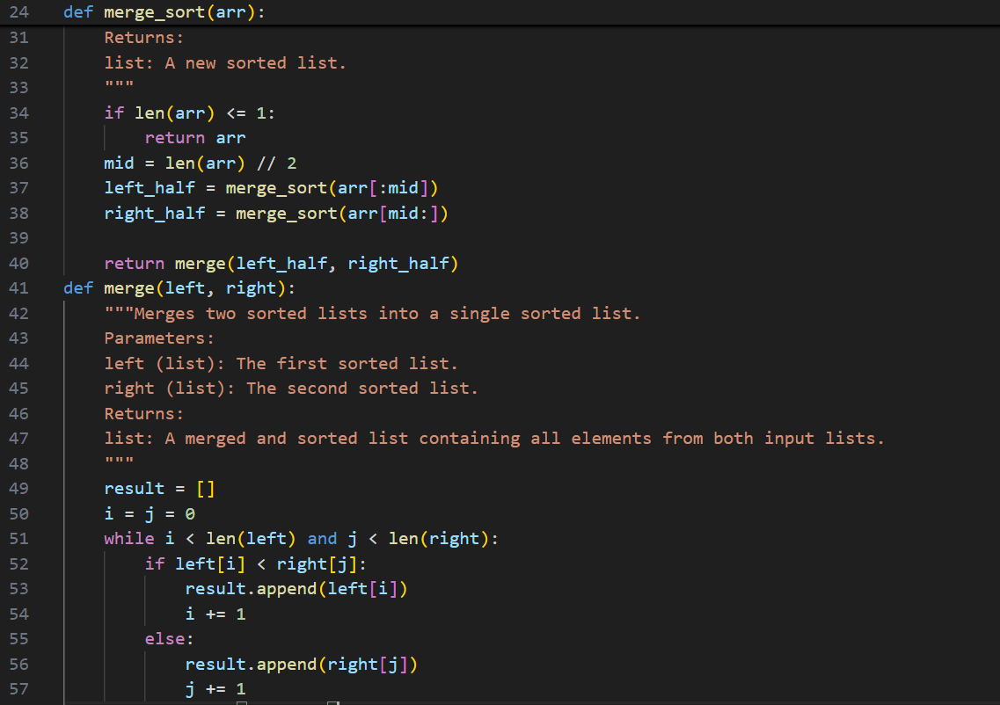 24 def merge_sort(arr):
31     Returns:
32     list: A new sorted list.
33     """
34     if len(arr) <= 1:
35         return arr
36     mid = len(arr) // 2
37     left_half = merge_sort(arr[:mid])
38     right_half = merge_sort(arr[mid:])
39
40     return merge(left_half, right_half)
41 def merge(left, right):
42     """Merges two sorted lists into a single sorted list.
43     Parameters:
44     left (list): The first sorted list.
45     right (list): The second sorted list.
46     Returns:
47     list: A merged and sorted list containing all elements from both input lists.
48     """
49     result = []
50     i = j = 0
51     while i < len(left) and j < len(right):
52         if left[i] < right[j]:
53             result.append(left[i])
54             i += 1
55         else:
56             result.append(right[j])
57             j += 1